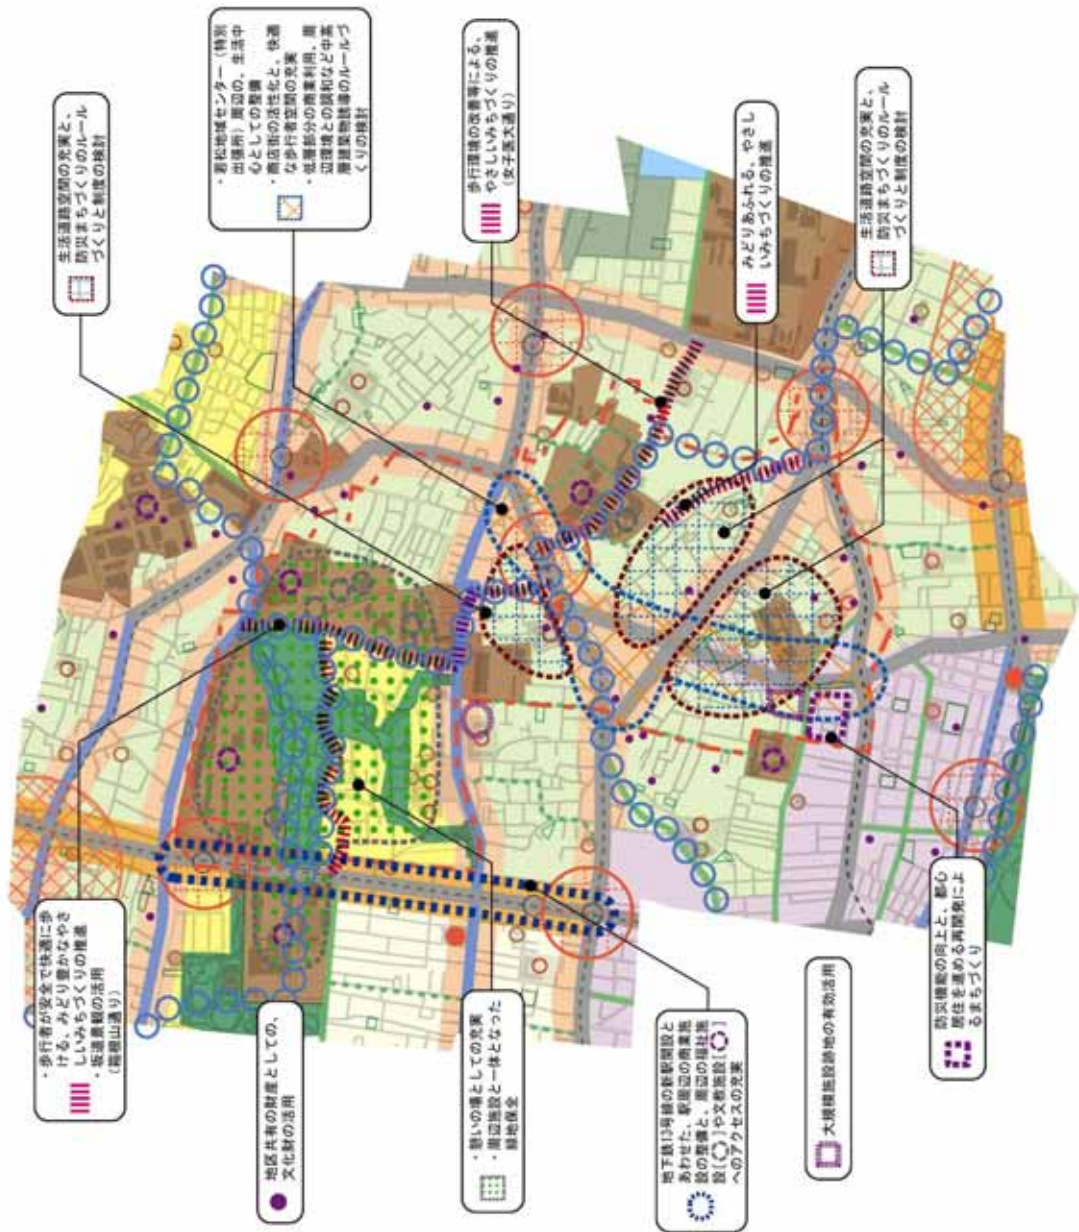 生活道路空間の充実と、
防災まちづくりのルール
づくりと制度の検討
・若松地域センター（特別
出張所）周辺の、生活中
心としての整備
・商店街の活性化と、快適
な歩行者空間の充実
・低層部分の商業利用、周
辺環境との調和など中高
層建築物誘導のルールづ
くりの検討
歩行環境の改善等による、
やさしいみちづくりの推進
（女子医大通り）
みどりあふれる、やさし
いみちづくりの推進
生活道路空間の充実と、
防災まちづくりのルール
づくりと制度の検討
・歩行者が安全で快適に歩
ける、みどり豊かなやさ
しいみちづくりの推進
・坂道景観の活用
（箱根山通り）
地区共有の財産としての、
文化財の活用
・憩いの場としての充実
・周辺施設と一体となった
緑地保全
地下鉄13号線の新駅開設と
あわせた、駅周辺の商業施
設の整備と、周辺の福祉施
設［ ］や文教施設［ ］
へのアクセスの充実
大規模施設跡地の有効活用
防災機能の向上と、都心
居住を進める再開発によ
るまちづくり